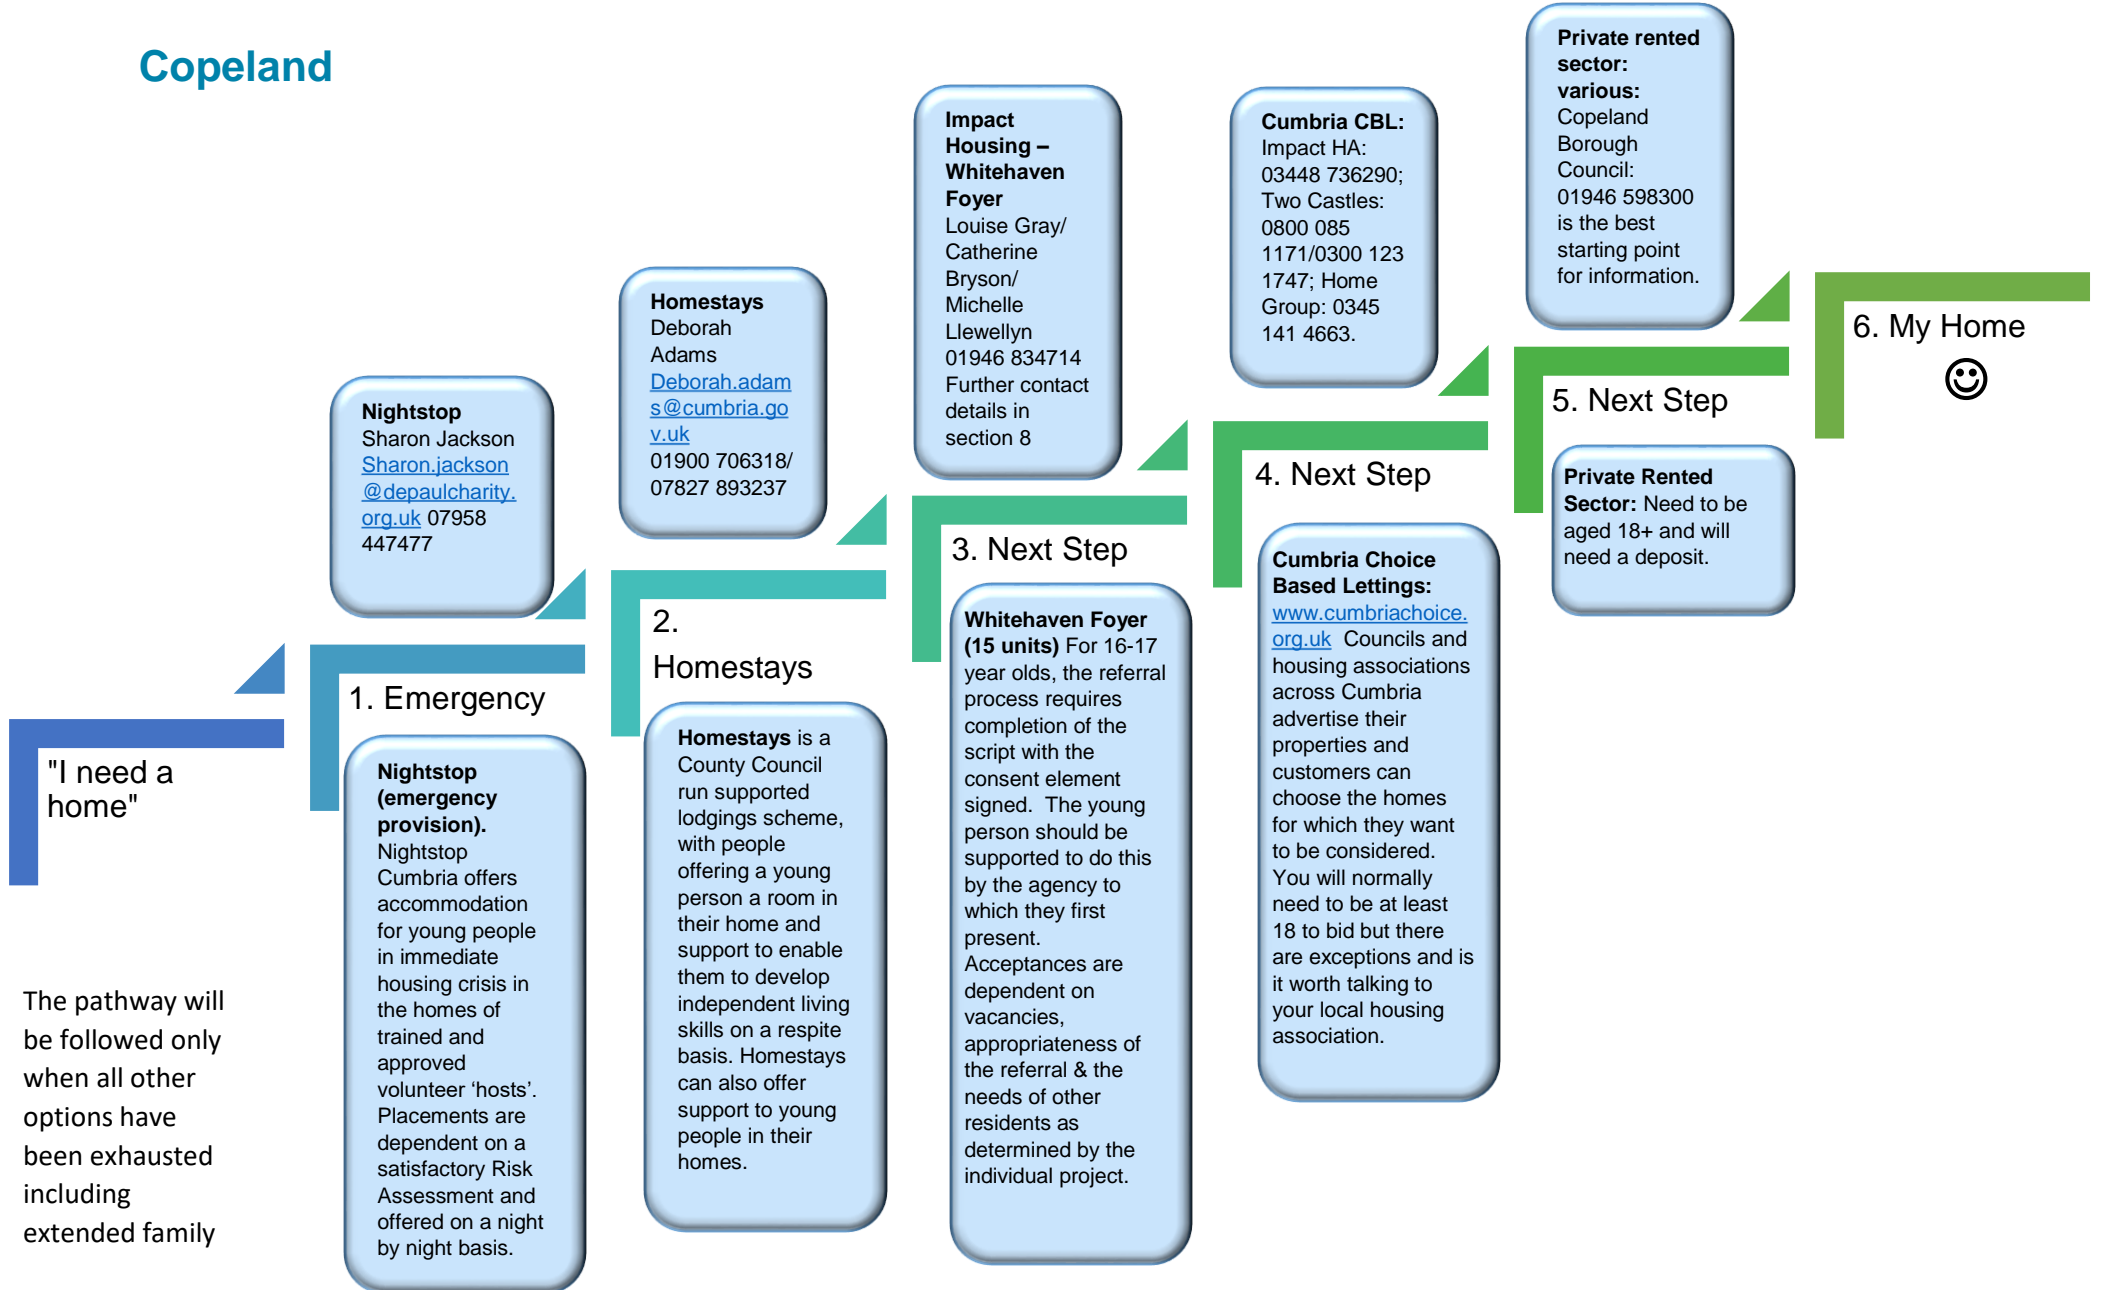 Copeland
"I need a
home"
The pathway will
be followed only
when all other
options have
been exhausted
including
extended family
Nightstop
Sharon Jackson
Sharon.jackson
@depaulcharity.
org.uk 07958
447477
1. Emergency
Nightstop
(emergency
provision).
Nightstop
Cumbria offers
accommodation
for young people
in immediate
housing crisis in
the homes of
trained and
approved
volunteer ‘hosts’.
Placements are
dependent on a
satisfactory Risk
Assessment and
offered on a night
by night basis.
Homestays
Deborah
Adams
Deborah.adam
s@cumbria.go
v.uk
01900 706318/
07827 893237
2.
Homestays
Homestays is a
County Council
run supported
lodgings scheme,
with people
offering a young
person a room in
their home and
support to enable
them to develop
independent living
skills on a respite
basis. Homestays
can also offer
support to young
people in their
homes.
Impact
Housing –
Whitehaven
Foyer
Louise Gray/
Catherine
Bryson/
Michelle
Llewellyn
01946 834714
Further contact
details in
section 8
3. Next Step
Whitehaven Foyer
(15 units) For 16-17
year olds, the referral
process requires
completion of the
script with the
consent element
signed.  The young
person should be
supported to do this
by the agency to
which they first
present.
Acceptances are
dependent on
vacancies,
appropriateness of
the referral & the
needs of other
residents as
determined by the
individual project.
Cumbria CBL:
Impact HA:
03448 736290;
Two Castles:
0800 085
1171/0300 123
1747; Home
Group: 0345
141 4663.
4. Next Step
Cumbria Choice
Based Lettings:
www.cumbriachoice.
org.uk  Councils and
housing associations
across Cumbria
advertise their
properties and
customers can
choose the homes
for which they want
to be considered.
You will normally
need to be at least
18 to bid but there
are exceptions and is
it worth talking to
your local housing
association.
Private rented
sector:
various:
Copeland
Borough
Council:
01946 598300
is the best
starting point
for information.
5. Next Step
Private Rented
Sector: Need to be
aged 18+ and will
need a deposit.
6. My Home